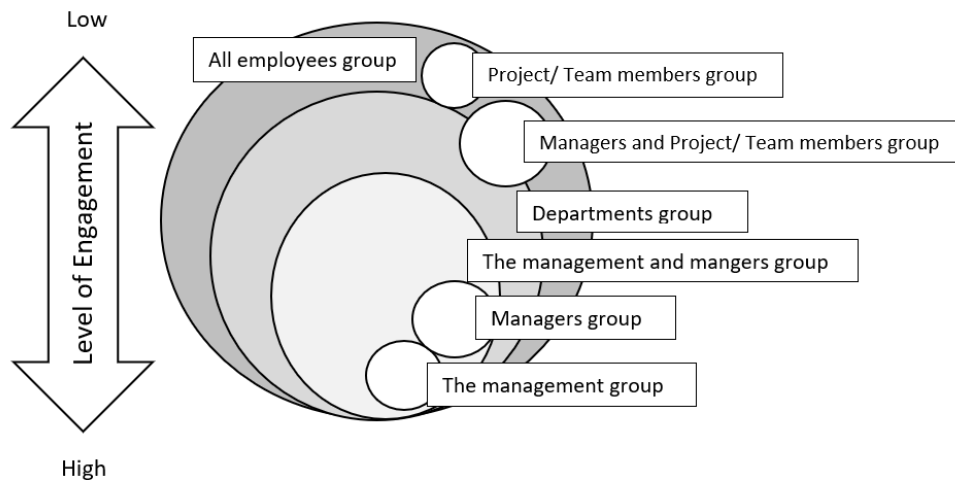 Low
All employees group
Project/ Team members group
Managers and Project/ Team members group
Level of Engagement
Departments group
The management and mangers group
Managers group
The management group
High